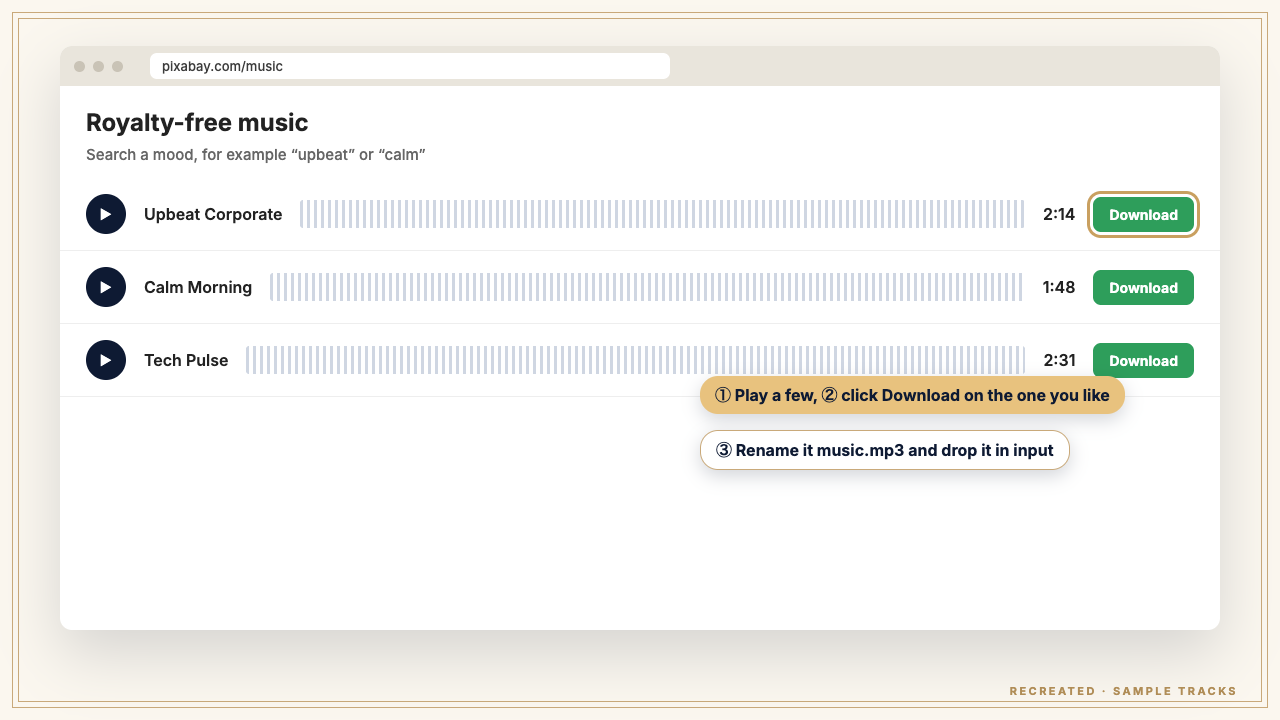 pixabay.com/music
Royalty-free music
Search a mood, for example “upbeat” or “calm”
Upbeat Corporate
2:14
Download
Calm Morning
1:48
Download
Tech Pulse
2:31
Download
① Play a few, ② click Download on the one you like
③ Rename it music.mp3 and drop it in input
RECREATED · SAMPLE TRACKS